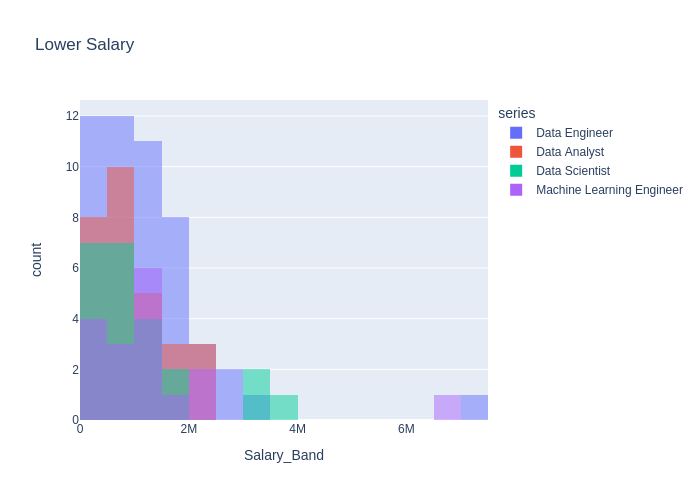 Lower Salary
series
Data Engineer
Data Analyst
Data Scientist
Machine Learning Engineer
12
10
8
6
4
2
0
count
0
2M
4M
6M
Salary_Band